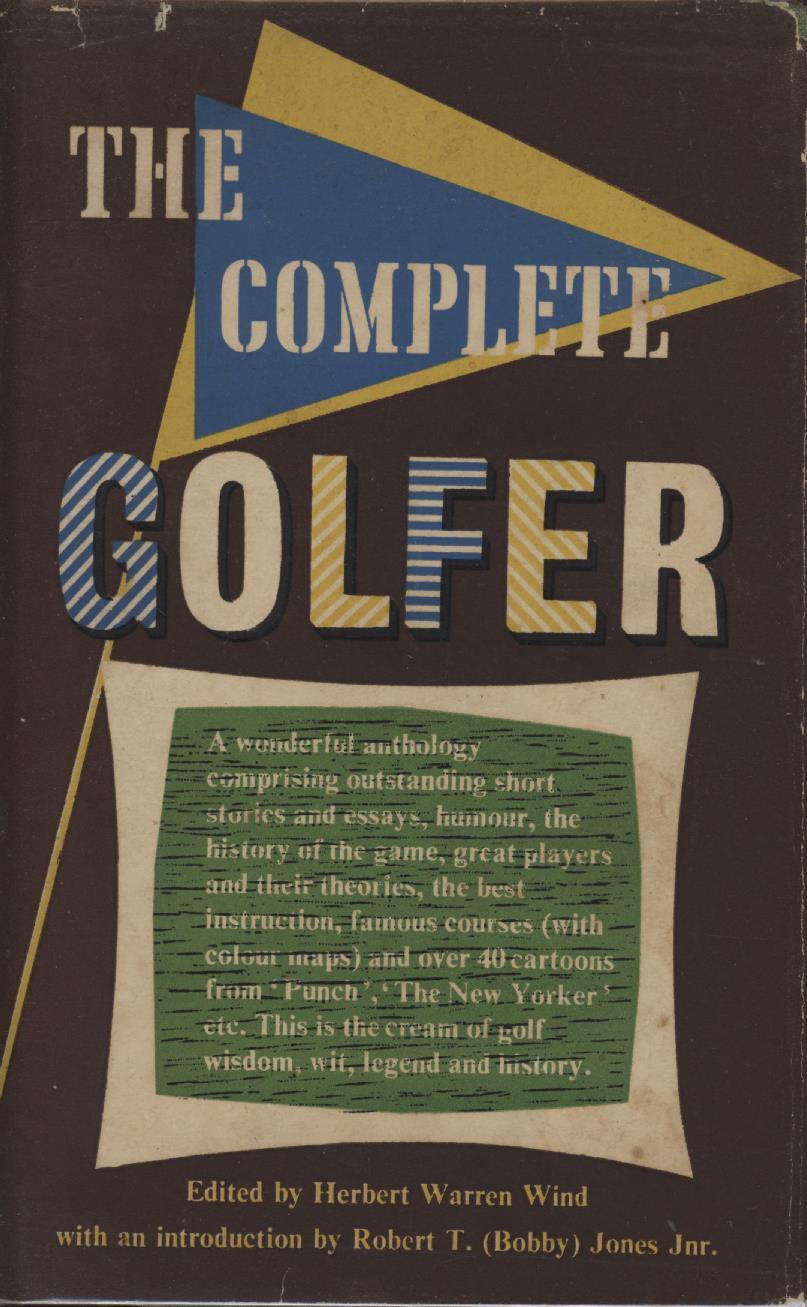 THE
COMPLETE
GOLFER
A wonderful anthology
comprising outstanding short
stories and essays, humour, the
history of the game, great players
and their theories, the best
instruction, famous courses (with
colour maps) and over 40 cartoons
from ‘Punch’, ‘The New Yorker’
etc. This is the cream of golf
wisdom, wit, legend and history.
Edited by Herbert Warren Wind
with an introduction by Robert T. (Bobby) Jones Jnr.